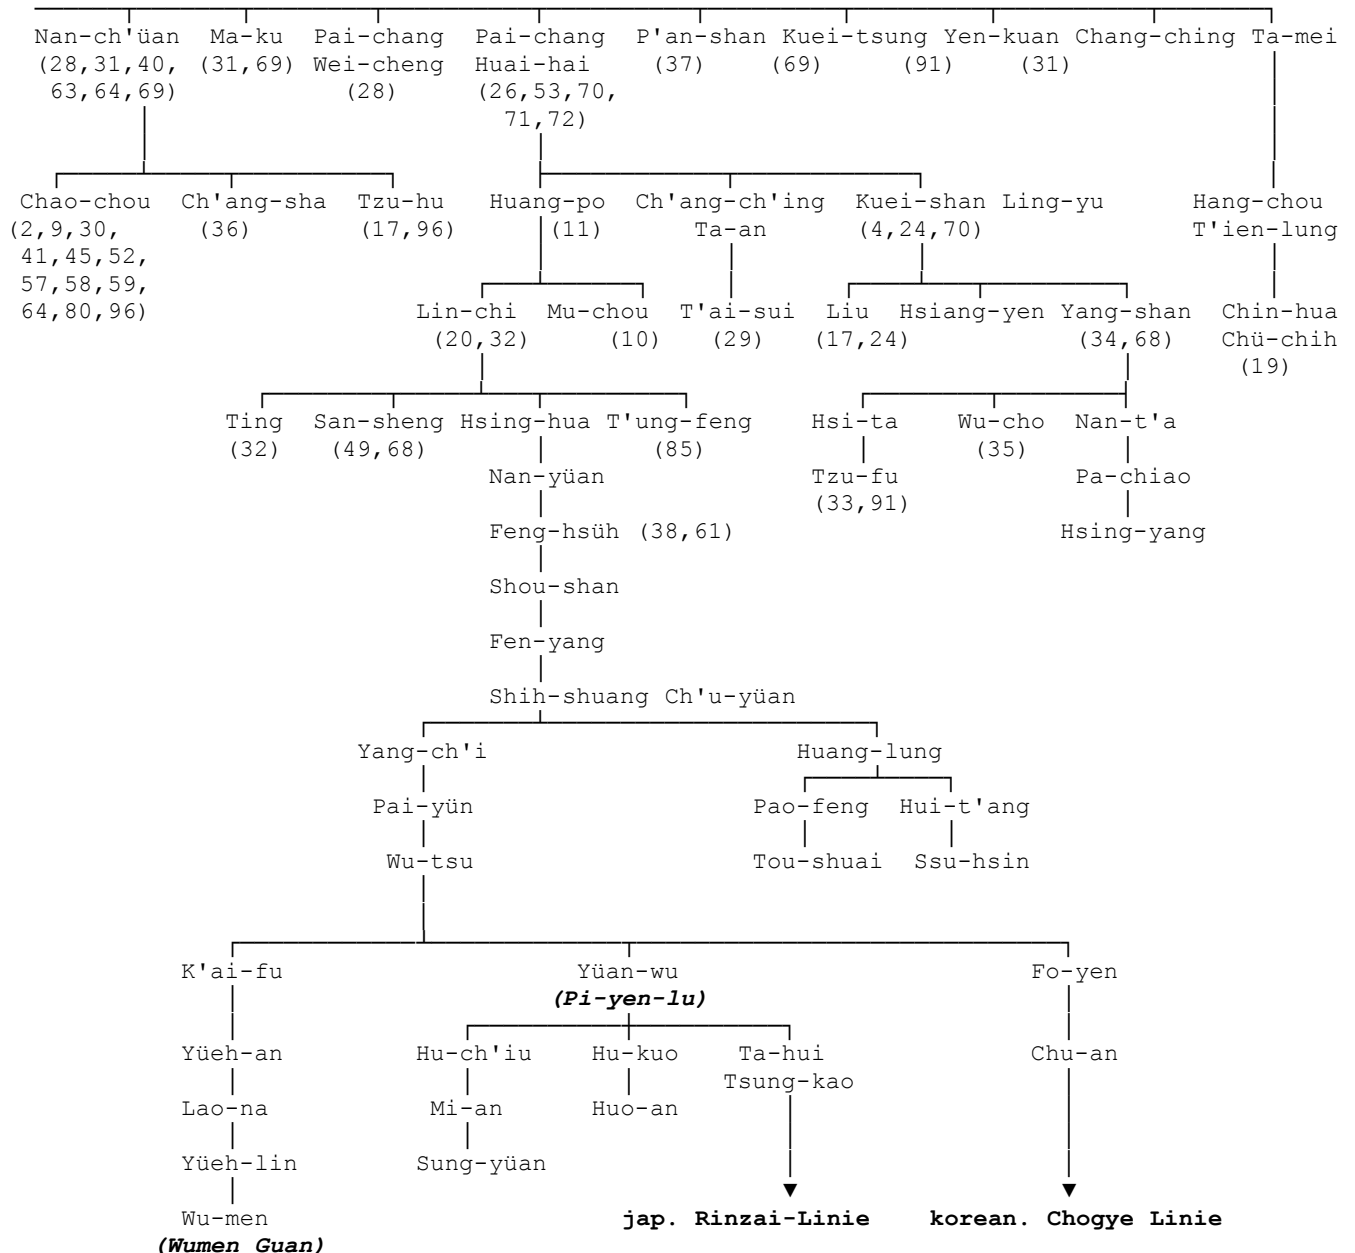 Nan-ch'üan Ma-ku Pai-chang Pai-chang P'an-shan Kuei-tsung Yen-kuan Chang-ching Ta-mei
(28,31,40, (31,69) Wei-cheng Huai-hai (37) (69) (91) (31)
63,64,69) (28) (26,53,70,
71,72)
Chao-chou Ch'ang-sha Tzu-hu Huang-po Ch'ang-ch'ing Kuei-shan Ling-yu Hang-chou
(2,9,30, (36) (17,96) (11) Ta-an (4,24,70) T'ien-lung
41,45,52,
57,58,59,
64,80,96) Lin-chi Mu-chou T'ai-sui Liu Hsiang-yen Yang-shan Chin-hua
(20,32) (10) (29) (17,24) (34,68) Chü-chih
(19)
Ting San-sheng Hsing-hua T'ung-feng Hsi-ta Wu-cho Nan-t'a
(32) (49,68) (85) (35)
Nan-yüan Tzu-fu Pa-chiao
(33,91)
Feng-hsüh (38,61) Hsing-yang
Shou-shan
Fen-yang
Shih-shuang Ch'u-yüan
Yang-ch'i Huang-lung
Pai-yün Pao-feng Hui-t'ang
Wu-tsu Tou-shuai Ssu-hsin
K'ai-fu Yüan-wu Fo-yen
(Pi-yen-lu)
Yüeh-an Hu-ch'iu Hu-kuo Ta-hui Chu-an
Tsung-kao
Lao-na Mi-an Huo-an
Yüeh-lin Sung-yüan
Wu-men jap. Rinzai-Linie korean. Chogye Linie
(Wumen Guan)